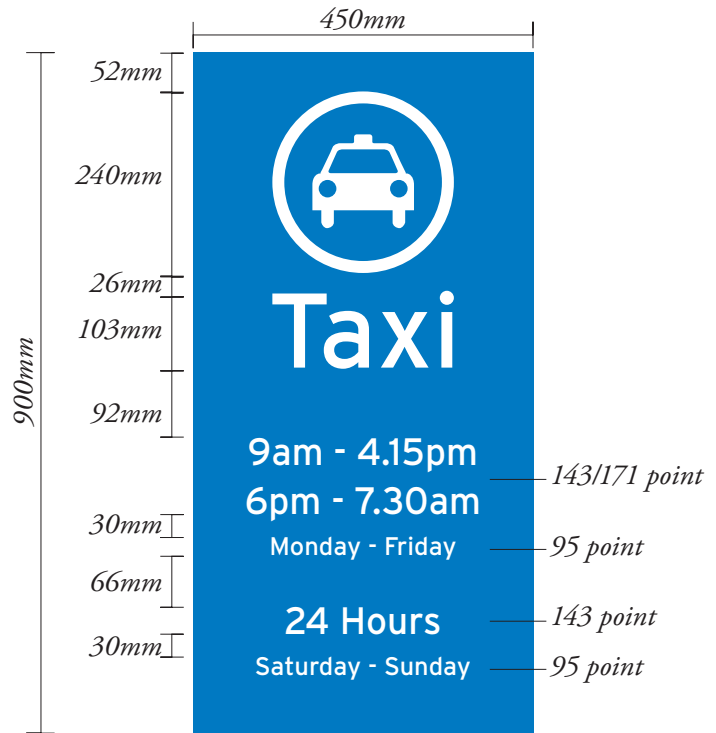 450mm
52mm
240mm
26mm
Taxi
103mm
900mm
92mm
9am - 4.15pm
143/171 point
6pm - 7.30am
30mm
Monday - Friday
95 point
66mm
24 Hours
143 point
30mm
Saturday - Sunday
95 point